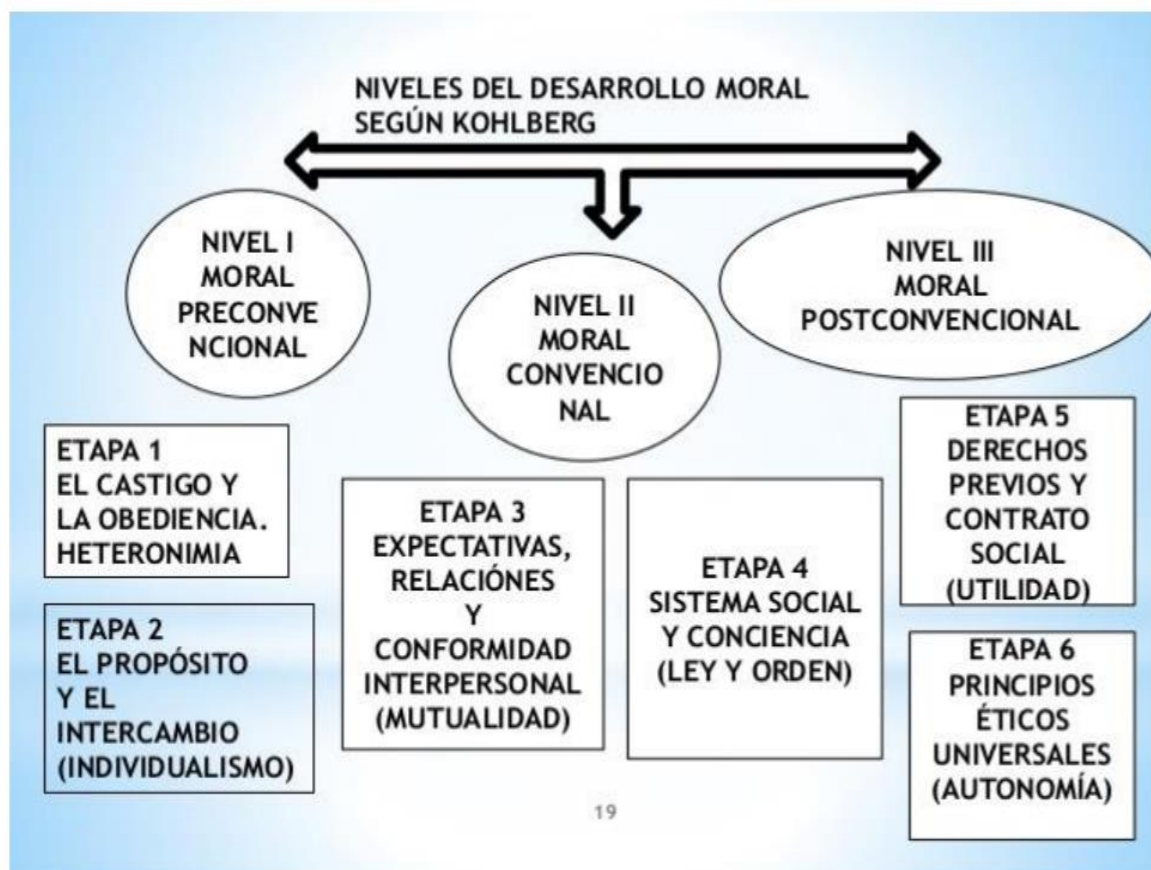 NIVELES DEL DESARROLLO MORAL
SEGÚN KOHLBERG
NIVEL I
MORAL
PRECONVE
NCIONAL
NIVEL II
MORAL
CONVENCIO
NAL
NIVEL III
MORAL
POSTCONVENCIONAL
ETAPA 1
EL CASTIGO Y
LA OBEDIENCIA.
HETERONIMIA
ETAPA 2
EL PROPÓSITO
Y EL
INTERCAMBIO
(INDIVIDUALISMO)
ETAPA 3
EXPECTATIVAS,
RELACIÓNES
Y
CONFORMIDAD
INTERPERSONAL
(MUTUALIDAD)
ETAPA 4
SISTEMA SOCIAL
Y CONCIENCIA
(LEY Y ORDEN)
ETAPA 5
DERECHOS
PREVIOS Y
CONTRATO
SOCIAL
(UTILIDAD)
ETAPA 6
PRINCIPIOS
ÉTICOS
UNIVERSALES
(AUTONOMÍA)
19